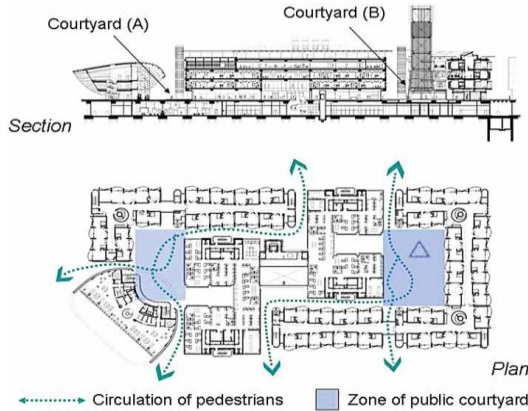 Courtyard (A)
Courtyard (B)
Section
Plan
Circulation of pedestrians
Zone of public courtyard